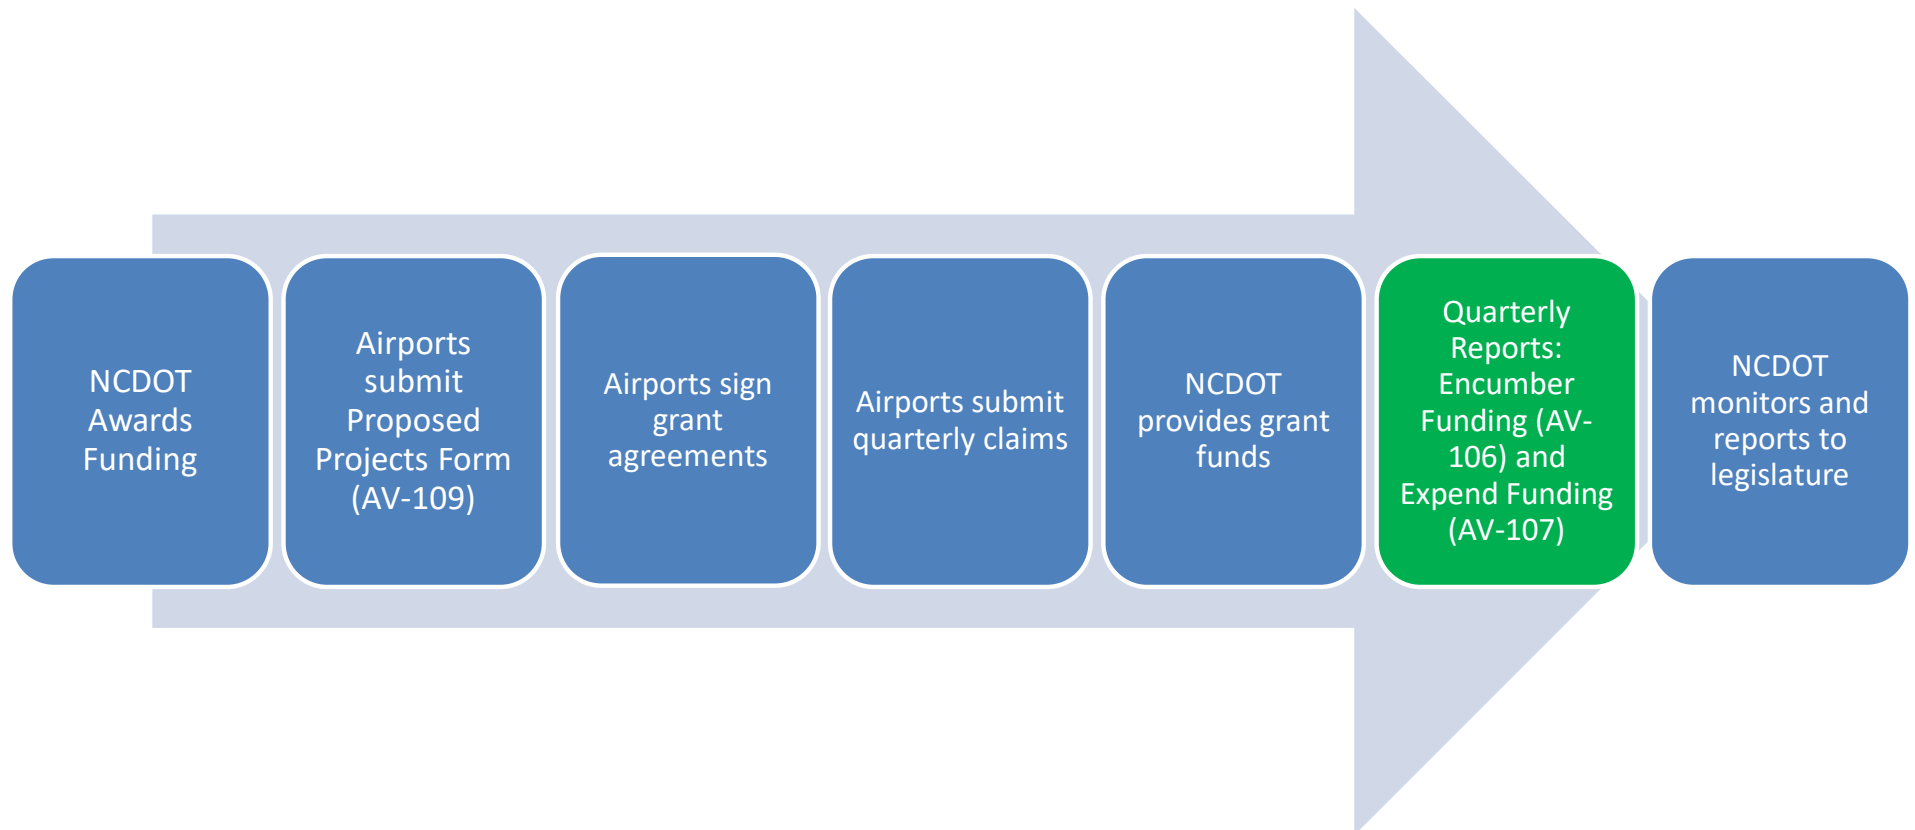 NCDOT
Awards
Funding
Airports
submit
Proposed
Projects Form
(AV-109)
Airports sign
grant
agreements
Airports submit
quarterly claims
NCDOT
provides grant
funds
Quarterly
Reports:
Encumber
Funding (AV-
106) and
Expend Funding
(AV-107)
NCDOT
monitors and
reports to
legislature